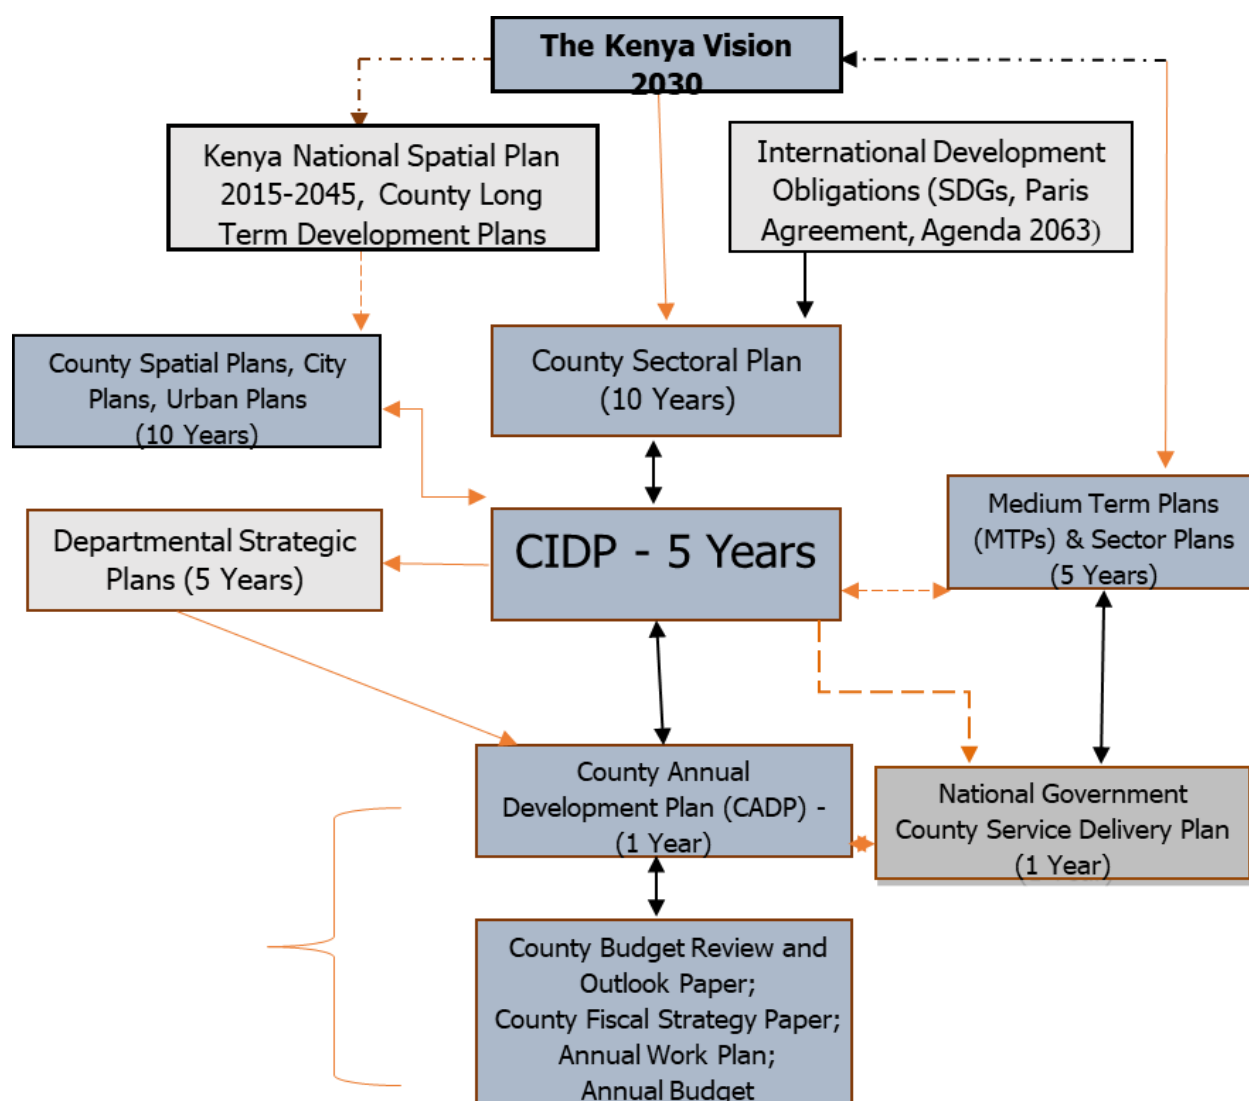 The Kenya Vision
2030
Kenya National Spatial Plan
2015-2045, County Long
Term Development Plans
International Development
Obligations (SDGs, Paris
Agreement, Agenda 2063)
County Spatial Plans, City
Plans, Urban Plans
(10 Years)
County Sectoral Plan
(10 Years)
Departmental Strategic
Plans (5 Years)
CIDP - 5 Years
Medium Term Plans
(MTPs) & Sector Plans
(5 Years)
County Annual
Development Plan (CADP) -
(1 Year)
National Government
County Service Delivery Plan
(1 Year)
County Budget Review and
Outlook Paper;
County Fiscal Strategy Paper;
Annual Work Plan;
Annual Budget